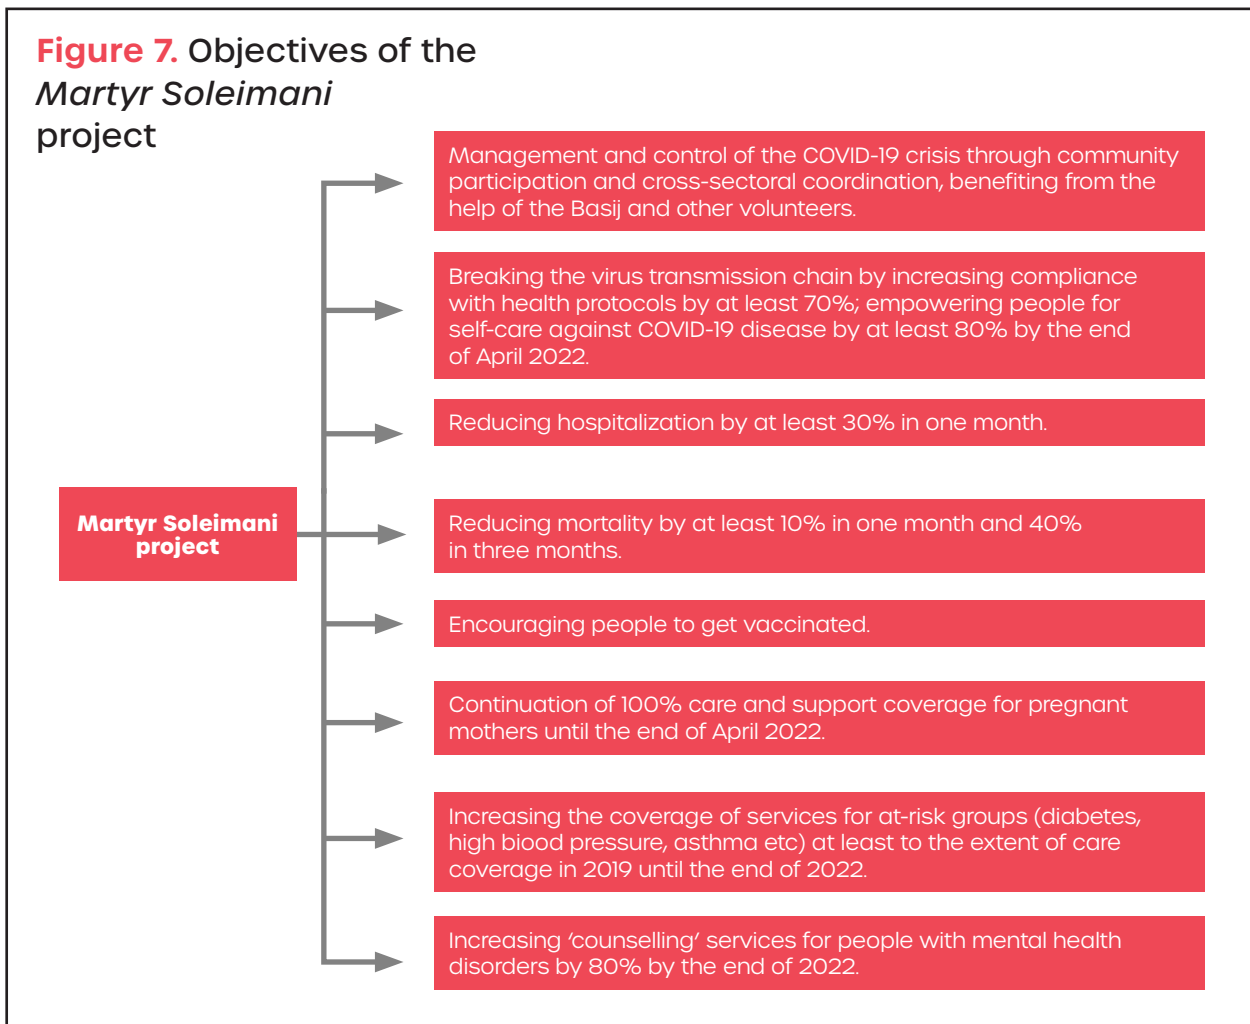 Figure 7. Objectives of the
Martyr Soleimani
project
Management and control of the COVID-19 crisis through community
participation and cross-sectoral coordination, benefiting from the
help of the Basij and other volunteers.
Breaking the virus transmission chain by increasing compliance
with health protocols by at least 70%; empowering people for
self-care against COVID-19 disease by at least 80% by the end
of April 2022.
Reducing hospitalization by at least 30% in one month.
Martyr Soleimani
project
Reducing mortality by at least 10% in one month and 40%
in three months.
Encouraging people to get vaccinated.
Continuation of 100% care and support coverage for pregnant
mothers until the end of April 2022.
Increasing the coverage of services for at-risk groups (diabetes,
high biood pressure, asthma etc) at least to the extent of care
coverage in 2019 until the end of 2022.
Increasing ‘counselling’ services for people with mental health
disorders by 80% by the end of 2022.